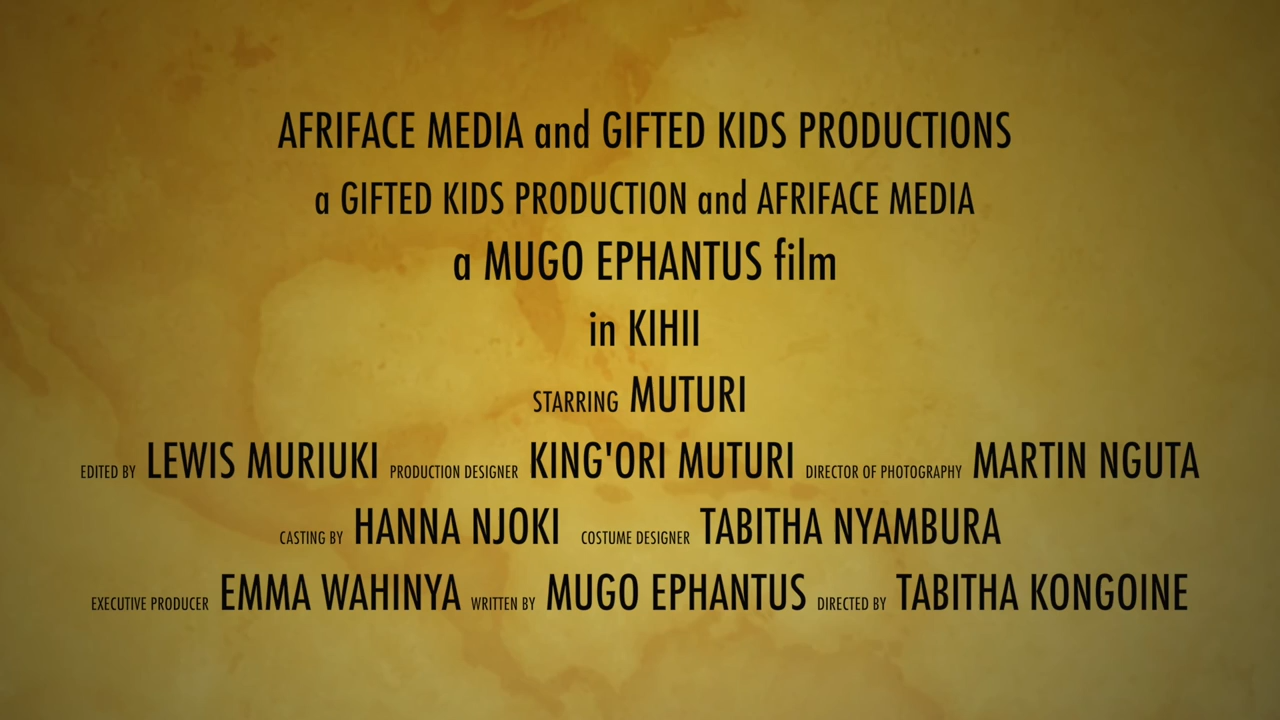 AFRIFACE MEDIA and GIFTED KIDS PRODUCTIONS
a GIFTED KIDS PRODUCTION and AFRIFACE MEDIA
a MUGO EPHANTUS film
in KIHII
STARRING MUTURI
EDITED BY LEWIS MURIUKI PRODUCTION DESIGNER KING'ORI MUTURI DIRECTOR OF PHOTOGRAPHY MARTIN NGUTA
CASTING BY HANNA NJOKI COSTUME DESIGNER TABITHA NYAMBURA
EXECUTIVE PRODUCER EMMA WAHINYA WRITTEN BY MUGO EPHANTUS DIRECTED BY TABITHA KONGOINE